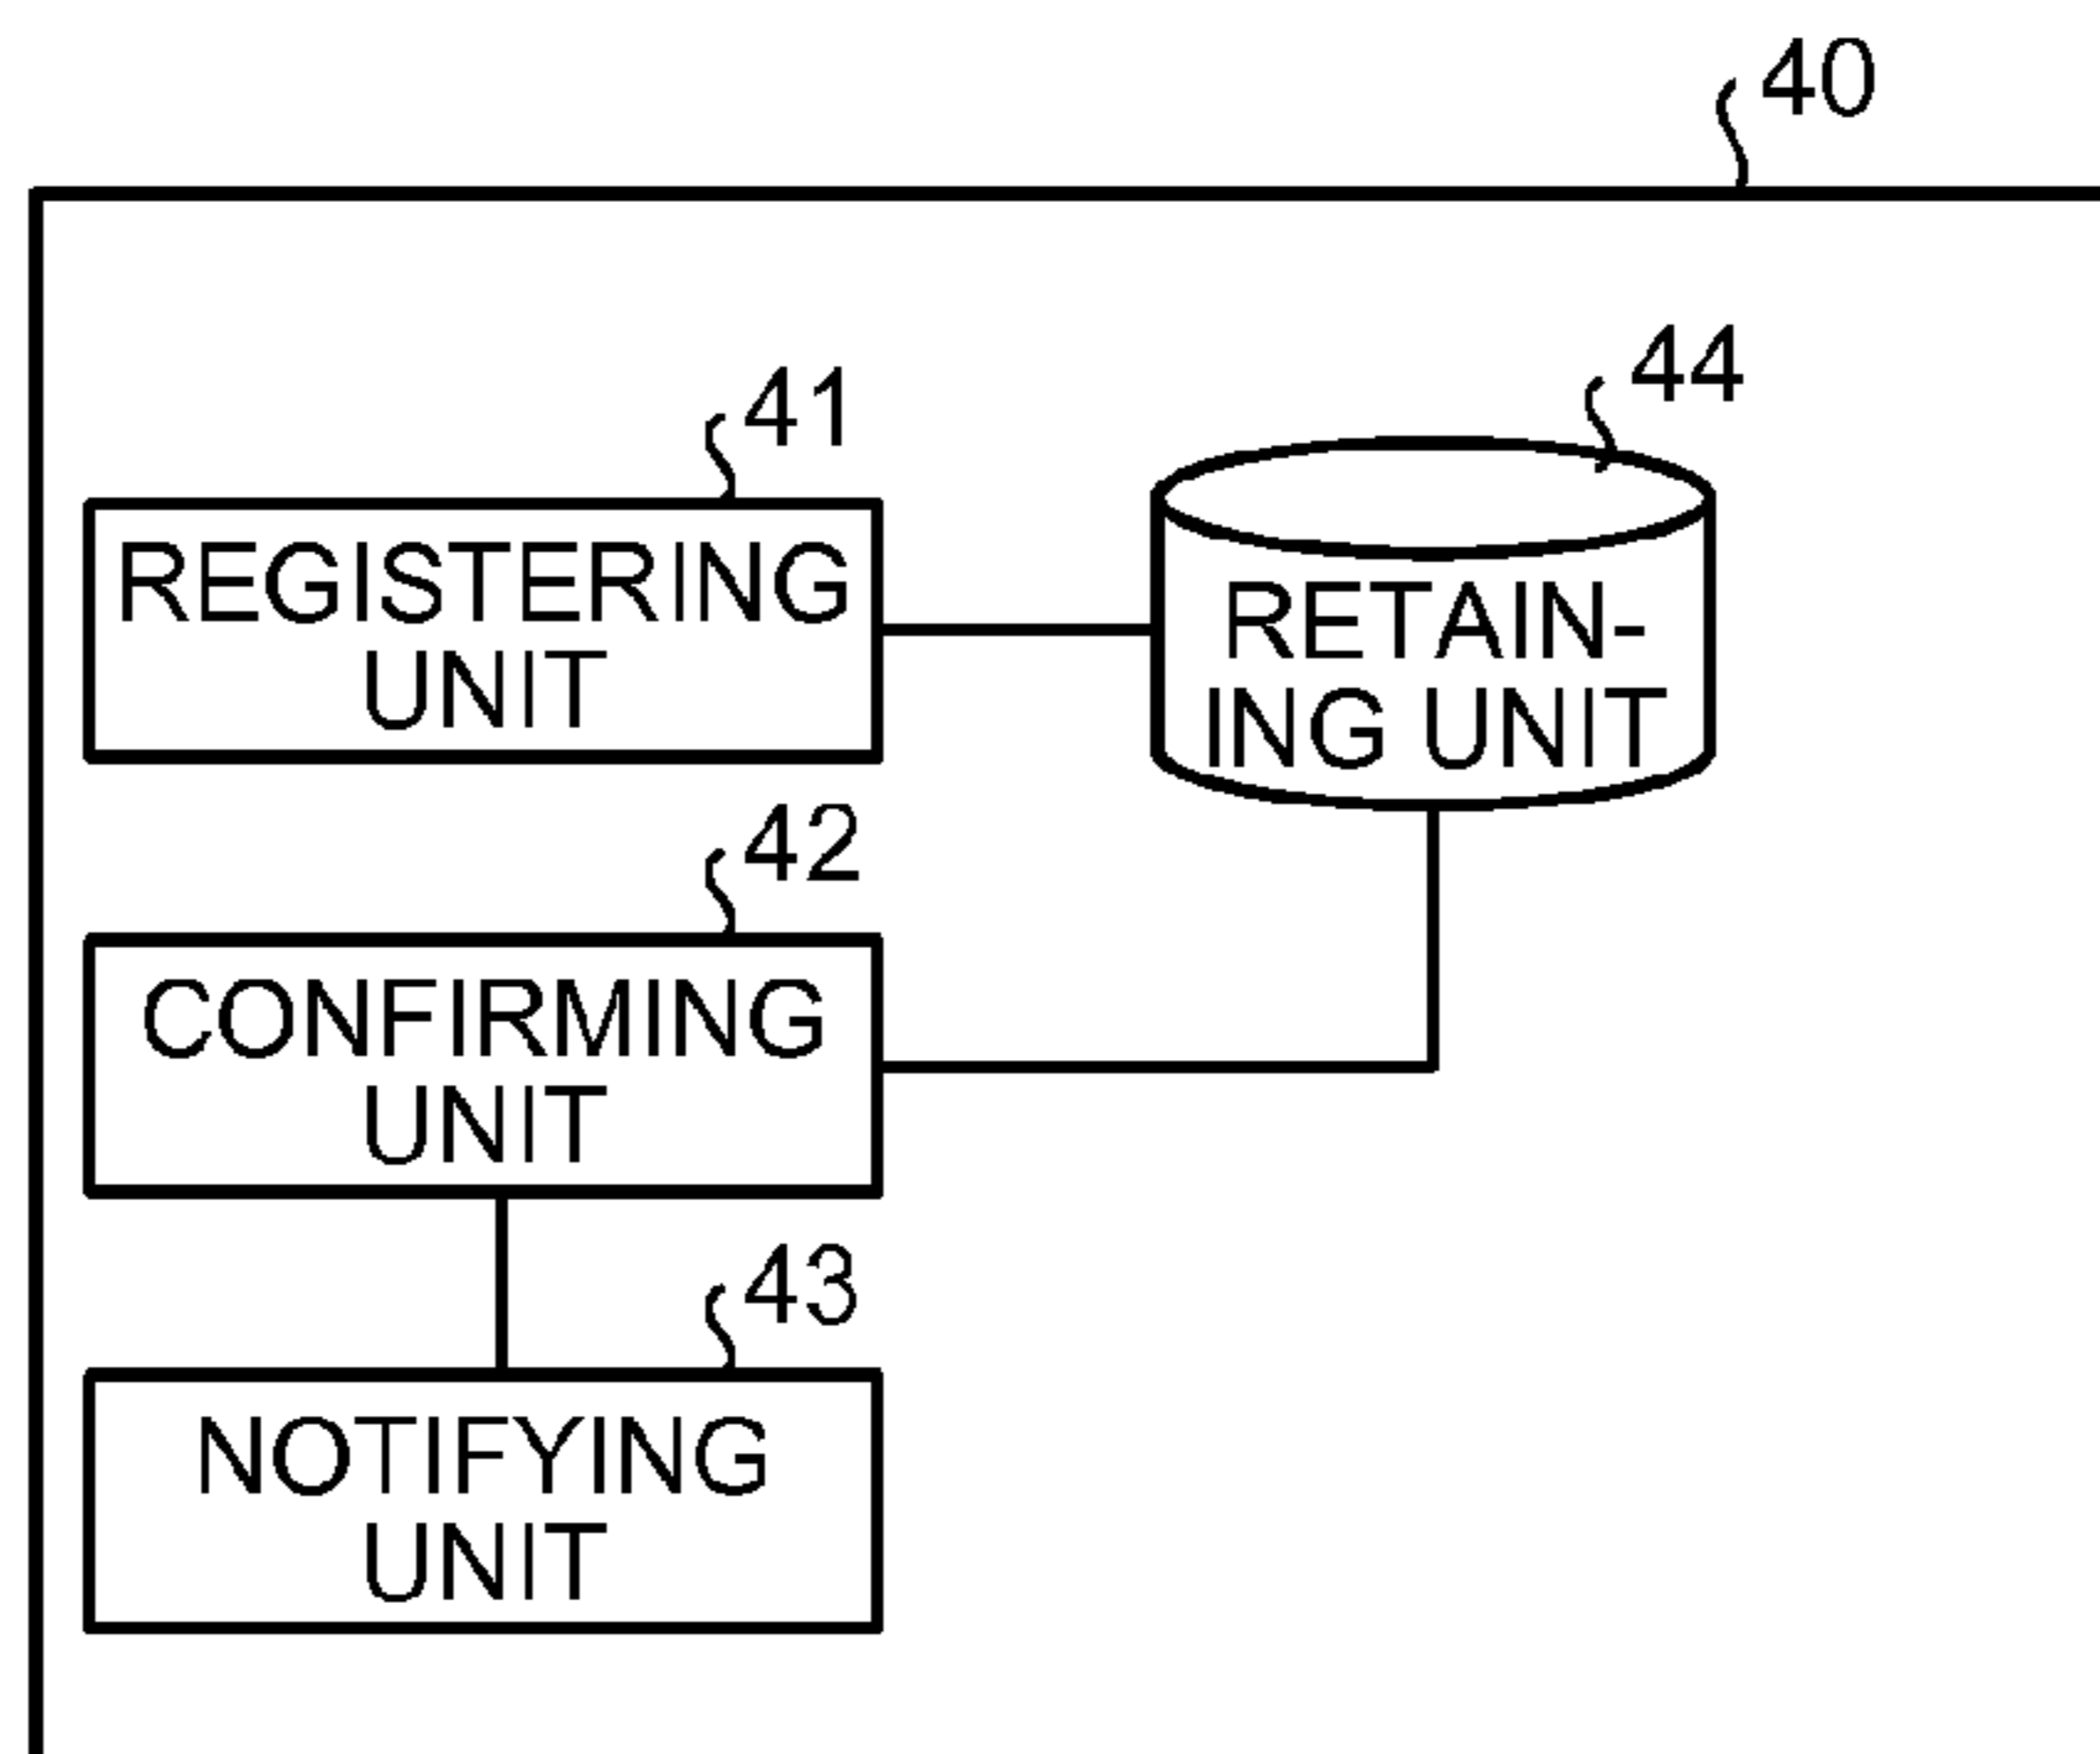 40
41
REGISTERING
UNIT
44
RETAIN-
ING UNIT
42
CONFIRMING
UNIT
43
NOTIFYING
UNIT